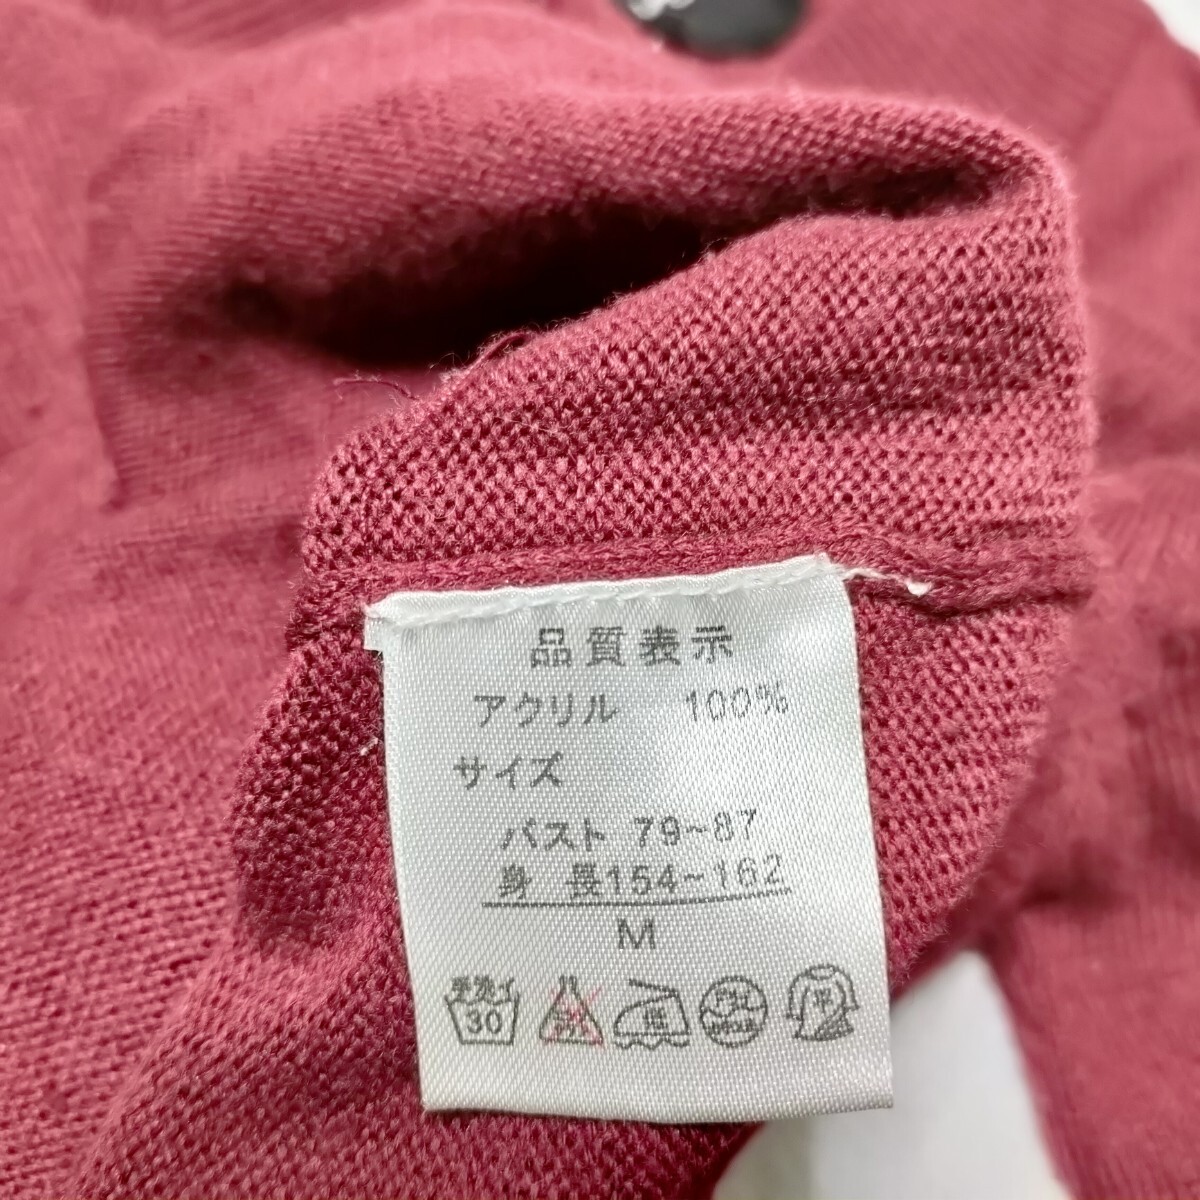 品質表示
アクリル 100%
サイズ
バスト 79~87
身 長154~162
M
手洗イ
30
平